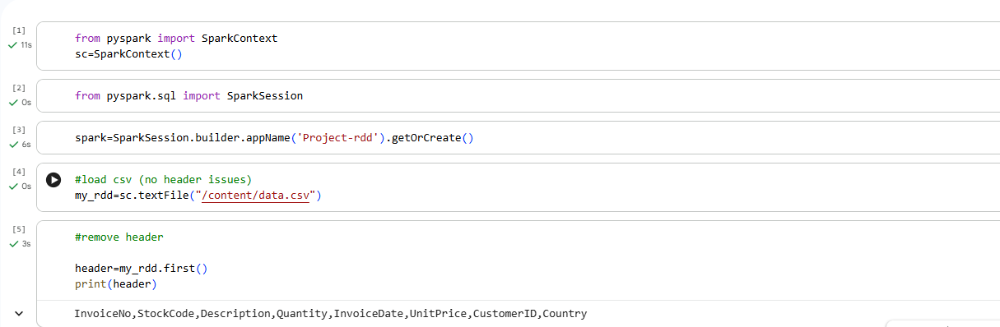 [1]
11s
from pyspark import SparkContext
sc=SparkContext()
[2]
0s
from pyspark.sql import SparkSession
[3]
6s
spark=SparkSession.builder.appName('Project-rdd').getOrCreate()
[4]
0s
#load csv (no header issues)
my_rdd=sc.textFile("/content/data.csv")
[5]
3s
#remove header
header=my_rdd.first()
print(header)
InvoiceNo,StockCode,Description,Quantity,InvoiceDate,UnitPrice,CustomerID,Country